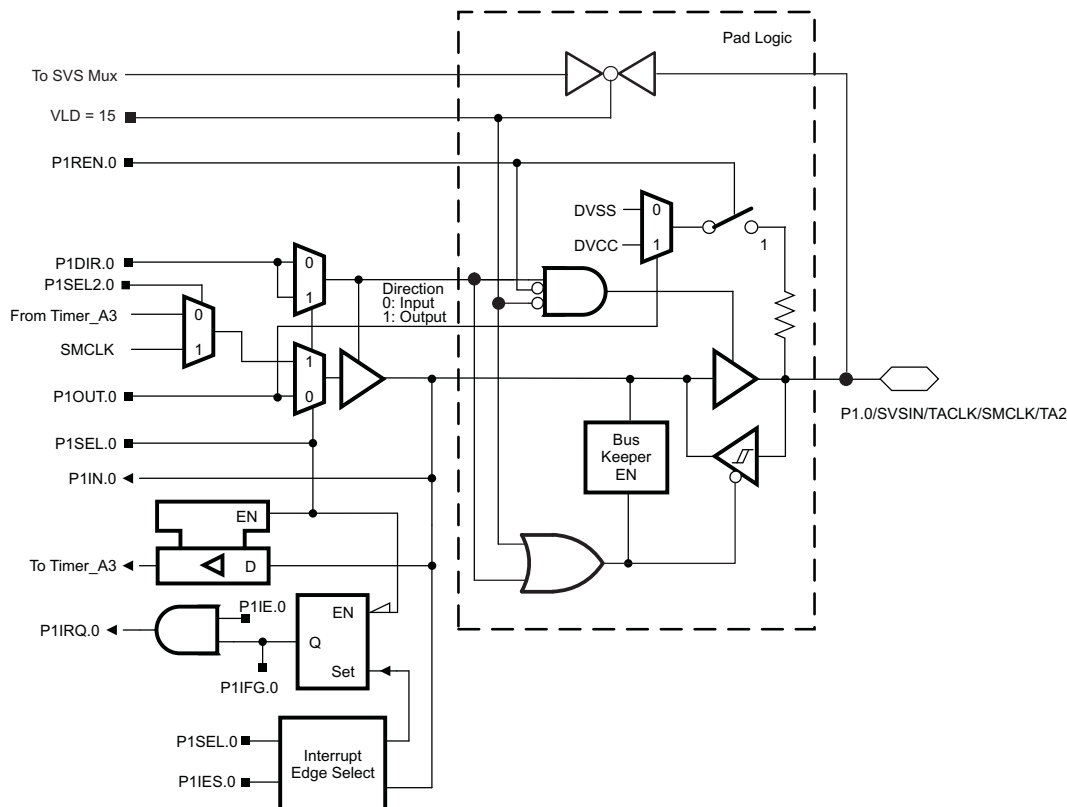 Pad Logic
To SVS Mux
VLD = 15
P1REN.0
DVSS
0
DVCC
1
1
P1DIR.0
0
P1SEL2.0
1
Direction
0: Input
1: Output
From Timer_A3
0
SMCLK
1
1
P1OUT.0
0
P1.0/SVSIN/TACLK/SMCLK/TA2
P1SEL.0
Bus
Keeper
EN
P1IN.0
EN
To Timer_A3
D
P1IE.0
EN
P1IRQ.0
Q
Set
P1IFG.0
P1SEL.0
Interrupt
Edge Select
P1IES.0